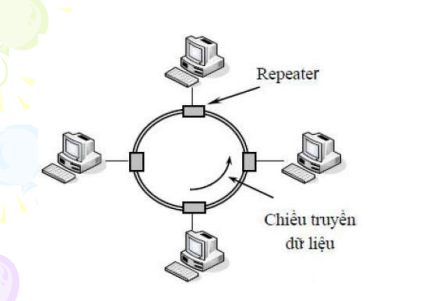 Repeater
Chiều truyền
dữ liệu